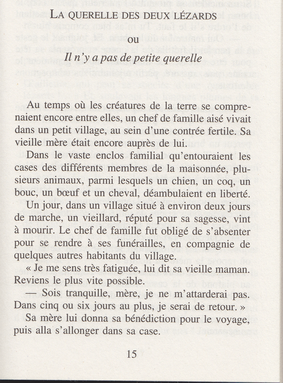 LA QUERELLE DES DEUX LÉZARDS
ou
Il n'y a pas de petite querelle
Au temps où les créatures de la terre se compre-
naient encore entre elles, un chef de famille aisé vivait
dans un petit village, au sein d'une contrée fertile. Sa
vieille mère était encore auprès de lui.
Dans le vaste enclos familial qu'entouraient les
cases des différents membres de la maisonnée, plu-
sieurs animaux, parmi lesquels un chien, un coq, un
bouc, un bœuf et un cheval, déambulaient en liberté.
Un jour, dans un village situé à environ deux jours
de marche, un vieillard, réputé pour sa sagesse, vint
à mourir. Le chef de famille fut obligé de s'absenter
pour se rendre à ses funérailles, en compagnie de
quelques autres habitants du village.
« Je me sens très fatiguée, lui dit sa vieille maman.
Reviens le plus vite possible.
— Sois tranquille, mère, je ne m'attarderai pas.
Dans cinq ou six jours au plus, je serai de retour. »
Sa mère lui donna sa bénédiction pour le voyage,
puis alla s'allonger dans sa case.
15